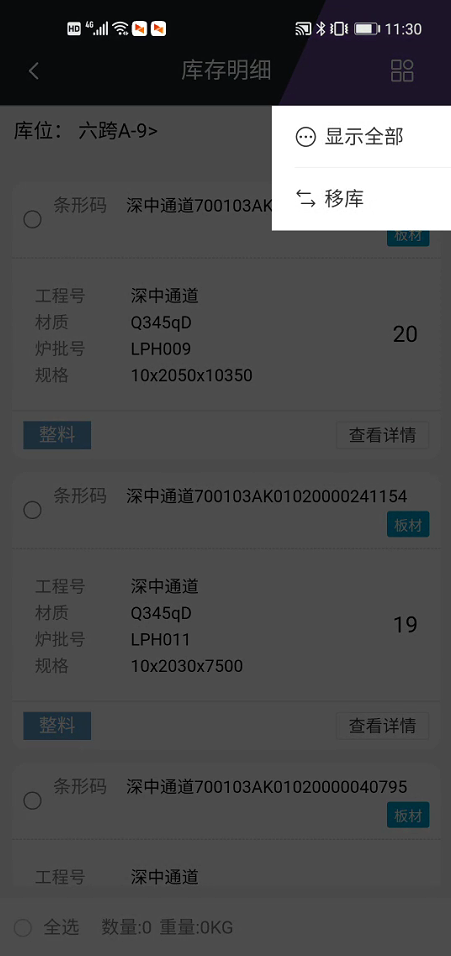 HD 4G 11:30
库存明细
库位： 六跨A-9>
显示全部
移库
条形码 深中通道700103AK
板材
工程号 深中通道
材质 Q345qD
炉批号 LPH009
规格 10x2050x10350
20
整料 查看详情
条形码 深中通道700103AK01020000241154
板材
工程号 深中通道
材质 Q345qD
炉批号 LPH011
规格 10x2030x7500
19
整料 查看详情
条形码 深中通道700103AK01020000040795
板材
工程号 深中通道
全选 数量:0 重量:0KG